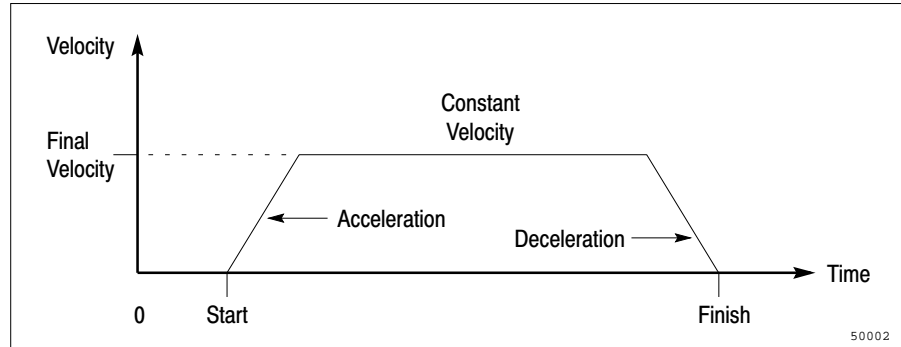 Velocity
Constant
Velocity
Final
Velocity
Acceleration
Deceleration
Time
0
Start
Finish
50002